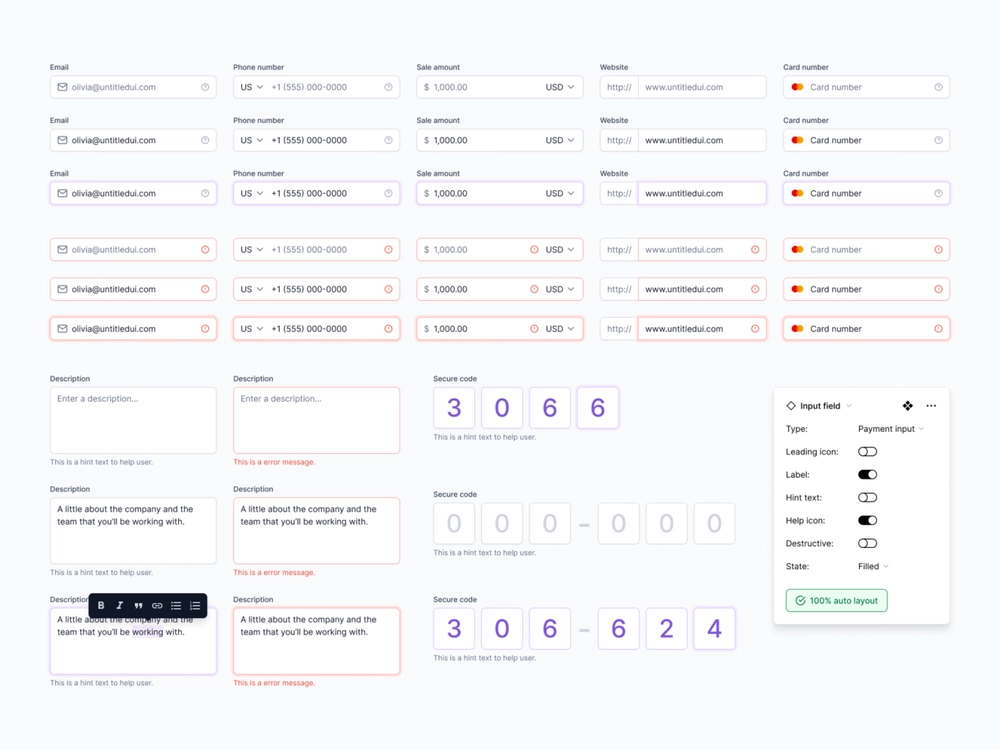 Email Phone number Sale amount Website Card number
olivia@untitledui.com US +1 (555) 000-0000 $ 1,000.00 USD http:// www.untitledui.com Card number
Email Phone number Sale amount Website Card number
olivia@untitledui.com US +1 (555) 000-0000 $ 1,000.00 USD http:// www.untitledui.com Card number
Email Phone number Sale amount Website Card number
olivia@untitledui.com US +1 (555) 000-0000 $ 1,000.00 USD http:// www.untitledui.com Card number
olivia@untitledui.com US +1 (555) 000-0000 $ 1,000.00 USD http:// www.untitledui.com Card number
olivia@untitledui.com US +1 (555) 000-0000 $ 1,000.00 USD http:// www.untitledui.com Card number
olivia@untitledui.com US +1 (555) 000-0000 $ 1,000.00 USD http:// www.untitledui.com Card number
Description
Enter a description...
This is a hint text to help user.
Description
Enter a description...
This is a error message.
Secure code
3 0 6 6
This is a hint text to help user.
Description
A little about the company and the
team that you'll be working with.
This is a hint text to help user.
Description
A little about the company and the
team that you'll be working with.
This is a error message.
Secure code
0 0 0 – 0 0 0
This is a hint text to help user.
Description
B I
A little about the company and the
team that you'll be working with.
This is a hint text to help user.
Description
A little about the company and the
team that you'll be working with.
This is a error message.
Secure code
3 0 6 – 6 2 4
This is a hint text to help user.
Input field
Type: Payment input
Leading icon:
Label:
Hint text:
Help icon:
Destructive:
State: Filled
100% auto layout